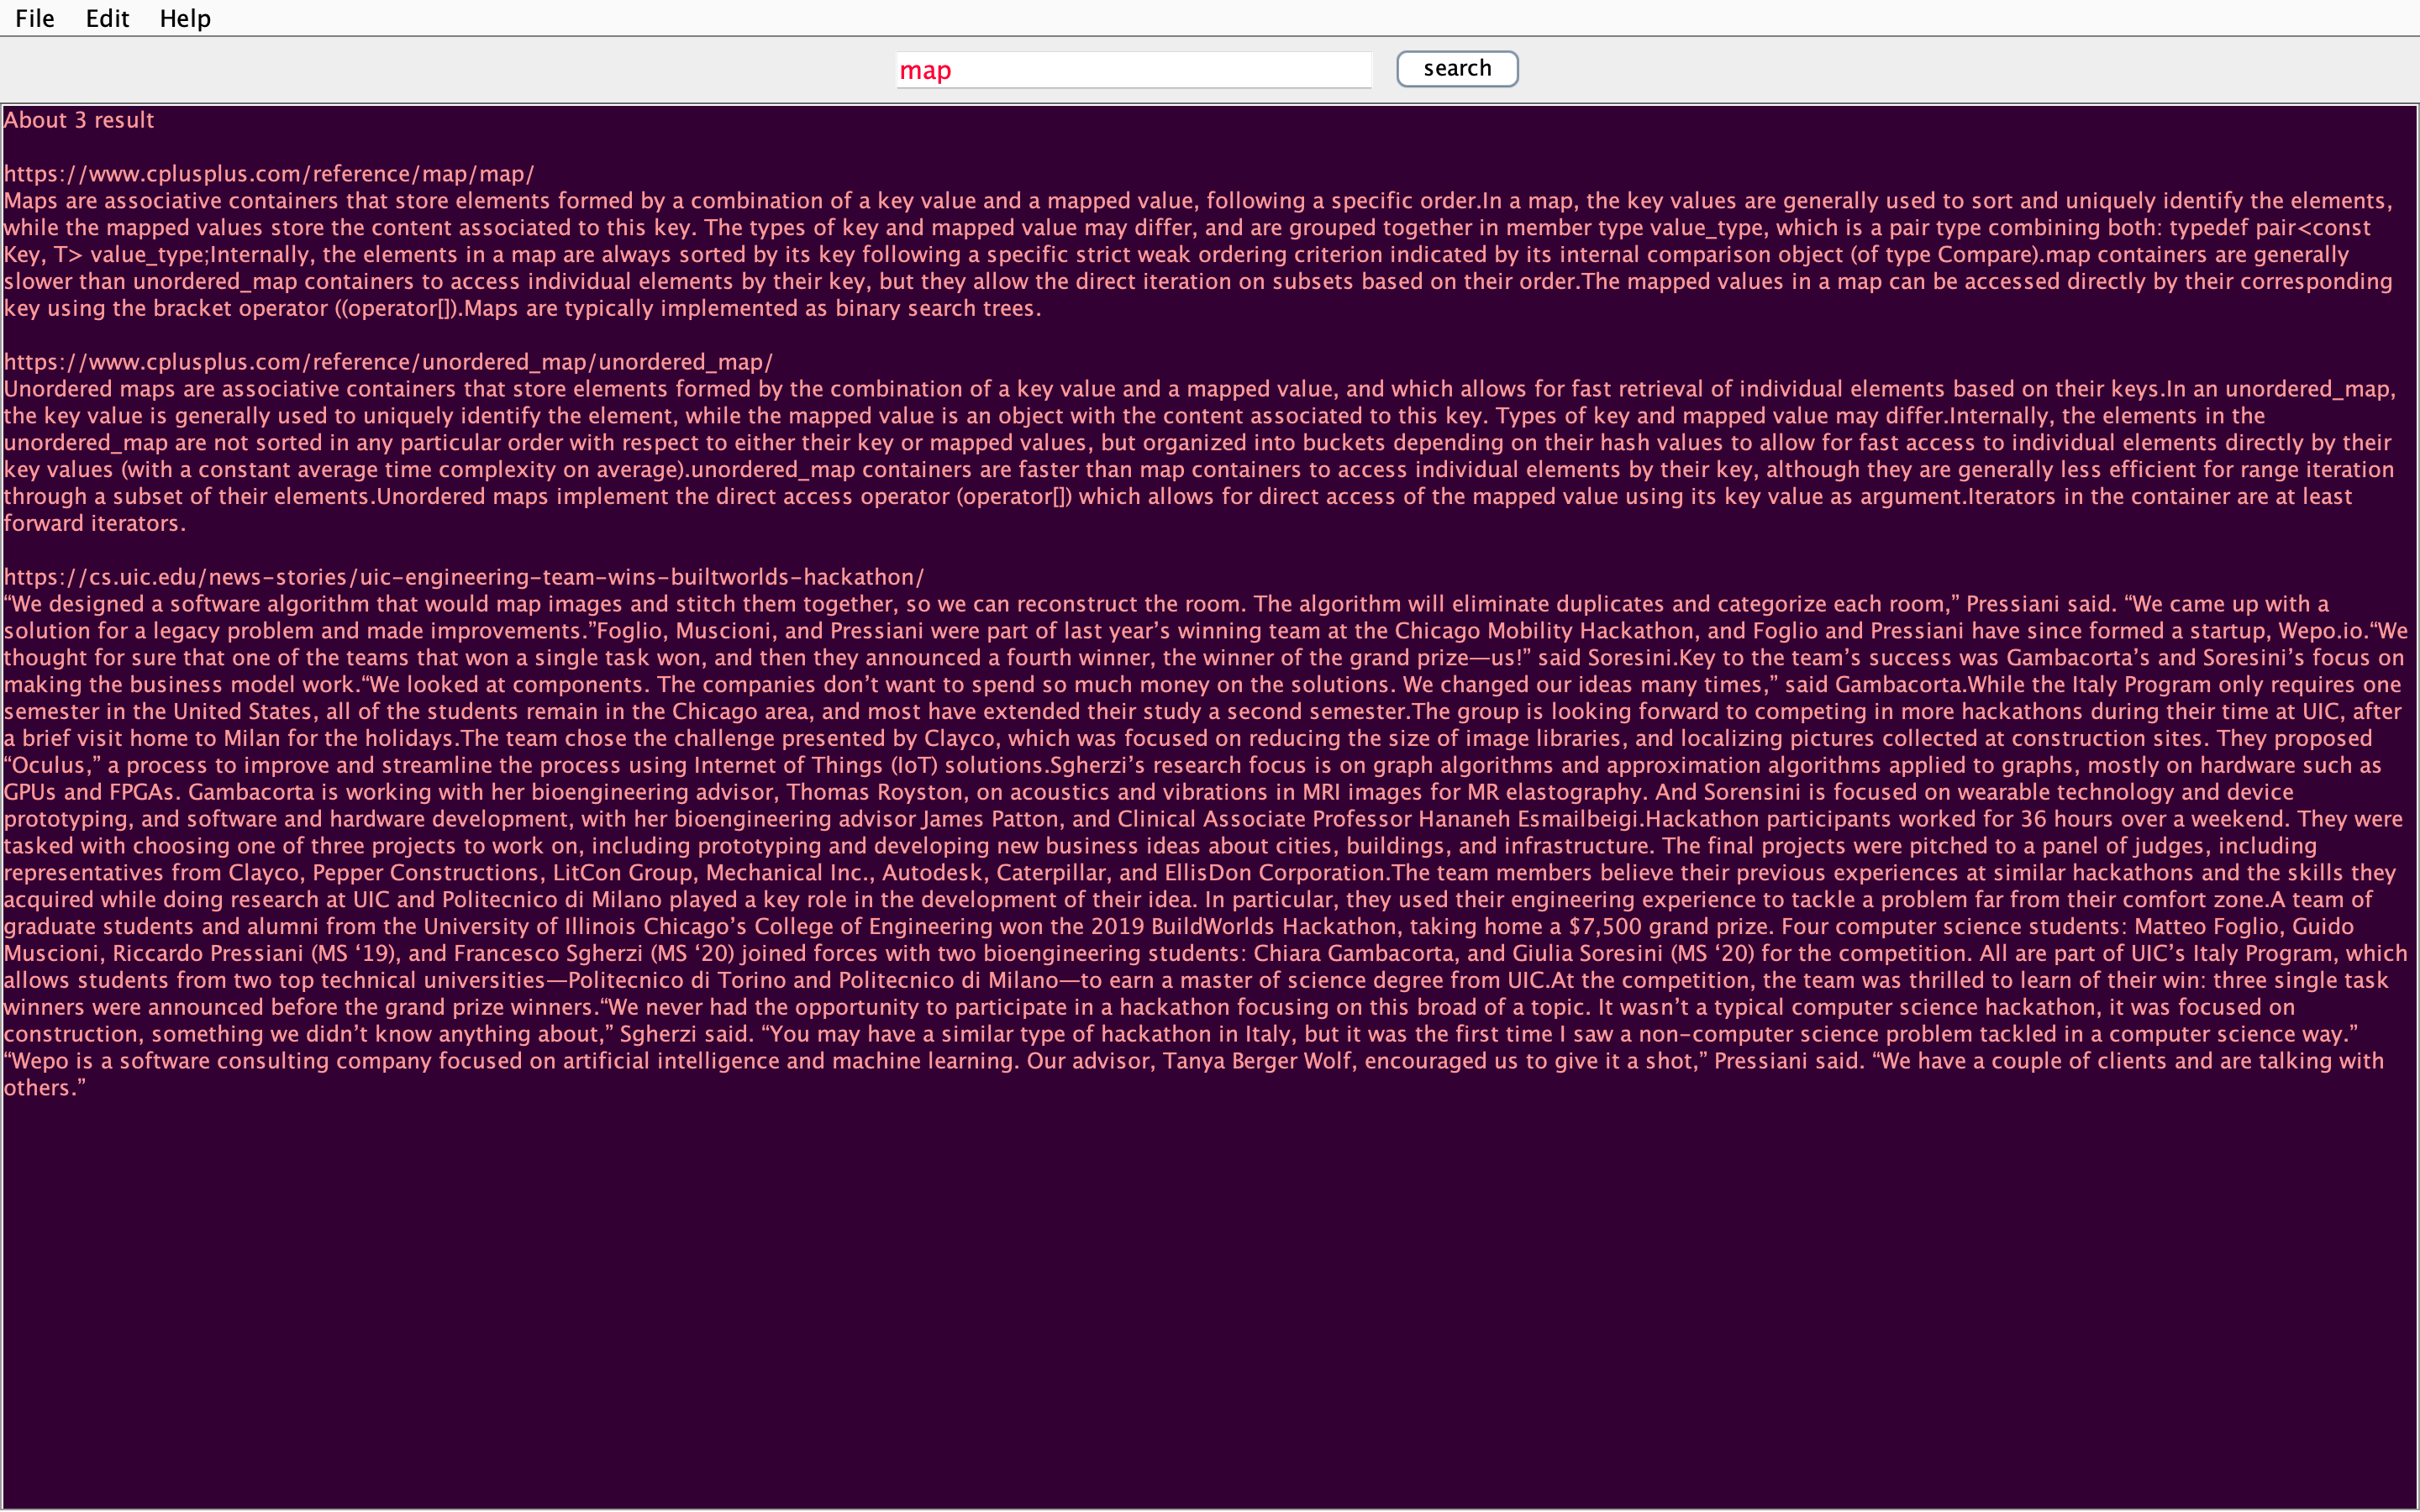 File Edit Help
map search
About 3 result
https://www.cplusplus.com/reference/map/map/
Maps are associative containers that store elements formed by a combination of a key value and a mapped value, following a specific order.In a map, the key values are generally used to sort and uniquely identify the elements,
while the mapped values store the content associated to this key. The types of key and mapped value may differ, and are grouped together in member type value_type, which is a pair type combining both: typedef pair<const
Key, T> value_type;Internally, the elements in a map are always sorted by its key following a specific strict weak ordering criterion indicated by its internal comparison object (of type Compare).map containers are generally
slower than unordered_map containers to access individual elements by their key, but they allow the direct iteration on subsets based on their order.The mapped values in a map can be accessed directly by their corresponding
key using the bracket operator ((operator[]).Maps are typically implemented as binary search trees.
https://www.cplusplus.com/reference/unordered_map/unordered_map/
Unordered maps are associative containers that store elements formed by the combination of a key value and a mapped value, and which allows for fast retrieval of individual elements based on their keys.In an unordered_map,
the key value is generally used to uniquely identify the element, while the mapped value is an object with the content associated to this key. Types of key and mapped value may differ.Internally, the elements in the
unordered_map are not sorted in any particular order with respect to either their key or mapped values, but organized into buckets depending on their hash values to allow for fast access to individual elements directly by their
key values (with a constant average time complexity on average).unordered_map containers are faster than map containers to access individual elements by their key, although they are generally less efficient for range iteration
through a subset of their elements.Unordered maps implement the direct access operator (operator[]) which allows for direct access of the mapped value using its key value as argument.Iterators in the container are at least
forward iterators.
https://cs.uic.edu/news-stories/uic-engineering-team-wins-builtworlds-hackathon/
“We designed a software algorithm that would map images and stitch them together, so we can reconstruct the room. The algorithm will eliminate duplicates and categorize each room,” Pressiani said. “We came up with a
solution for a legacy problem and made improvements.”Foglio, Muscioni, and Pressiani were part of last year’s winning team at the Chicago Mobility Hackathon, and Foglio and Pressiani have since formed a startup, Wepo.io.“We
thought for sure that one of the teams that won a single task won, and then they announced a fourth winner, the winner of the grand prize—us!” said Soresini.Key to the team’s success was Gambacorta’s and Soresini’s focus on
making the business model work.“We looked at components. The companies don’t want to spend so much money on the solutions. We changed our ideas many times,” said Gambacorta.While the Italy Program only requires one
semester in the United States, all of the students remain in the Chicago area, and most have extended their study a second semester.The group is looking forward to competing in more hackathons during their time at UIC, after
a brief visit home to Milan for the holidays.The team chose the challenge presented by Clayco, which was focused on reducing the size of image libraries, and localizing pictures collected at construction sites. They proposed
“Oculus,” a process to improve and streamline the process using Internet of Things (IoT) solutions.Sgherzi’s research focus is on graph algorithms and approximation algorithms applied to graphs, mostly on hardware such as
GPUs and FPGAs. Gambacorta is working with her bioengineering advisor, Thomas Royston, on acoustics and vibrations in MRI images for MR elastography. And Sorensini is focused on wearable technology and device
prototyping, and software and hardware development, with her bioengineering advisor James Patton, and Clinical Associate Professor Hananeh Esmailbeigi.Hackathon participants worked for 36 hours over a weekend. They were
tasked with choosing one of three projects to work on, including prototyping and developing new business ideas about cities, buildings, and infrastructure. The final projects were pitched to a panel of judges, including
representatives from Clayco, Pepper Constructions, LitCon Group, Mechanical Inc., Autodesk, Caterpillar, and EllisDon Corporation.The team members believe their previous experiences at similar hackathons and the skills they
acquired while doing research at UIC and Politecnico di Milano played a key role in the development of their idea. In particular, they used their engineering experience to tackle a problem far from their comfort zone.A team of
graduate students and alumni from the University of Illinois Chicago’s College of Engineering won the 2019 BuildWorlds Hackathon, taking home a $7,500 grand prize. Four computer science students: Matteo Foglio, Guido
Muscioni, Riccardo Pressiani (MS ‘19), and Francesco Sgherzi (MS ‘20) joined forces with two bioengineering students: Chiara Gambacorta, and Giulia Soresini (MS ‘20) for the competition. All are part of UIC’s Italy Program, which
allows students from two top technical universities—Politecnico di Torino and Politecnico di Milano—to earn a master of science degree from UIC.At the competition, the team was thrilled to learn of their win: three single task
winners were announced before the grand prize winners.“We never had the opportunity to participate in a hackathon focusing on this broad of a topic. It wasn’t a typical computer science hackathon, it was focused on
construction, something we didn’t know anything about,” Sgherzi said. “You may have a similar type of hackathon in Italy, but it was the first time I saw a non-computer science problem tackled in a computer science way.”
“Wepo is a software consulting company focused on artificial intelligence and machine learning. Our advisor, Tanya Berger Wolf, encouraged us to give it a shot,” Pressiani said. “We have a couple of clients and are talking with
others.”